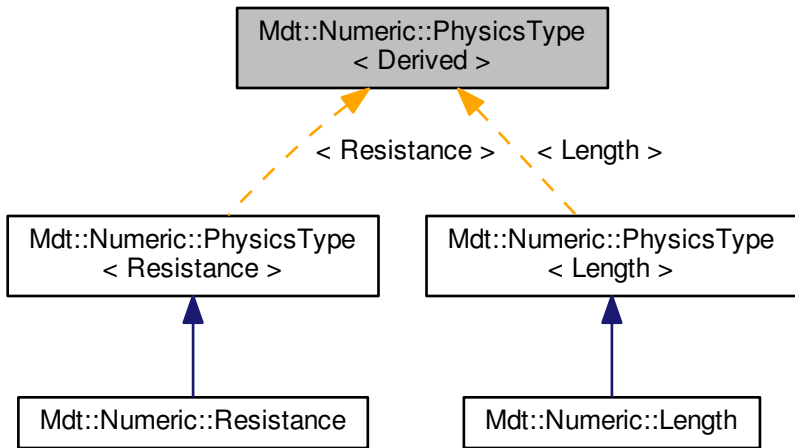 Mdt::Numeric::PhysicsType
< Derived >
< Resistance >
< Length >
Mdt::Numeric::PhysicsType
< Resistance >
Mdt::Numeric::PhysicsType
< Length >
Mdt::Numeric::Resistance
Mdt::Numeric::Length